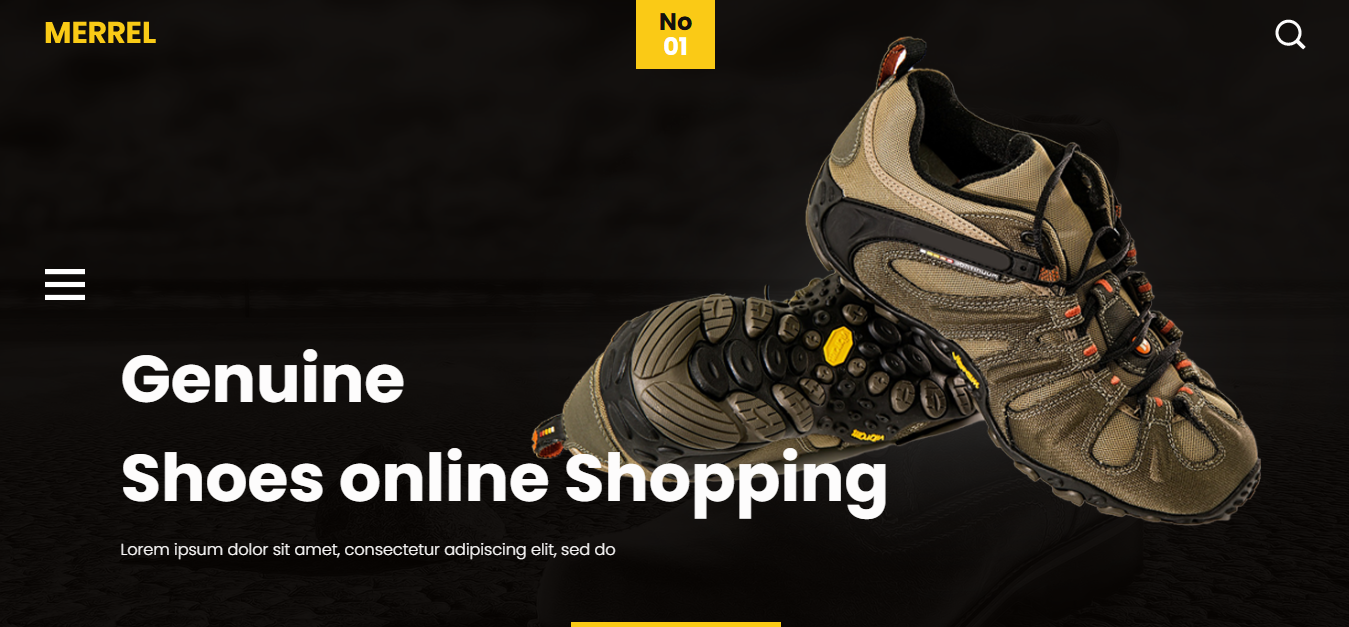 MERREL
No
01
Genuine
Shoes online Shopping
Lorem ipsum dolor sit amet, consectetur adipiscing elit, sed do